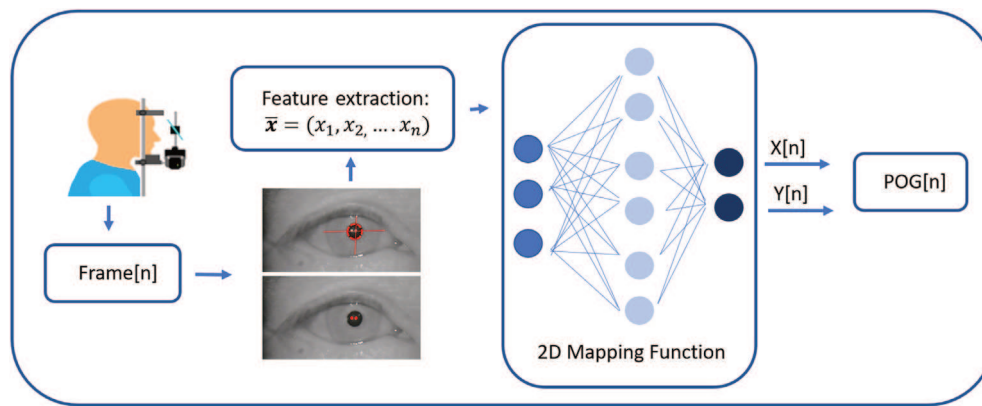 Frame[n]
Feature extraction:
x̅ = (x₁, x₂, … . xₙ)
2D Mapping Function
X[n]
Y[n]
POG[n]